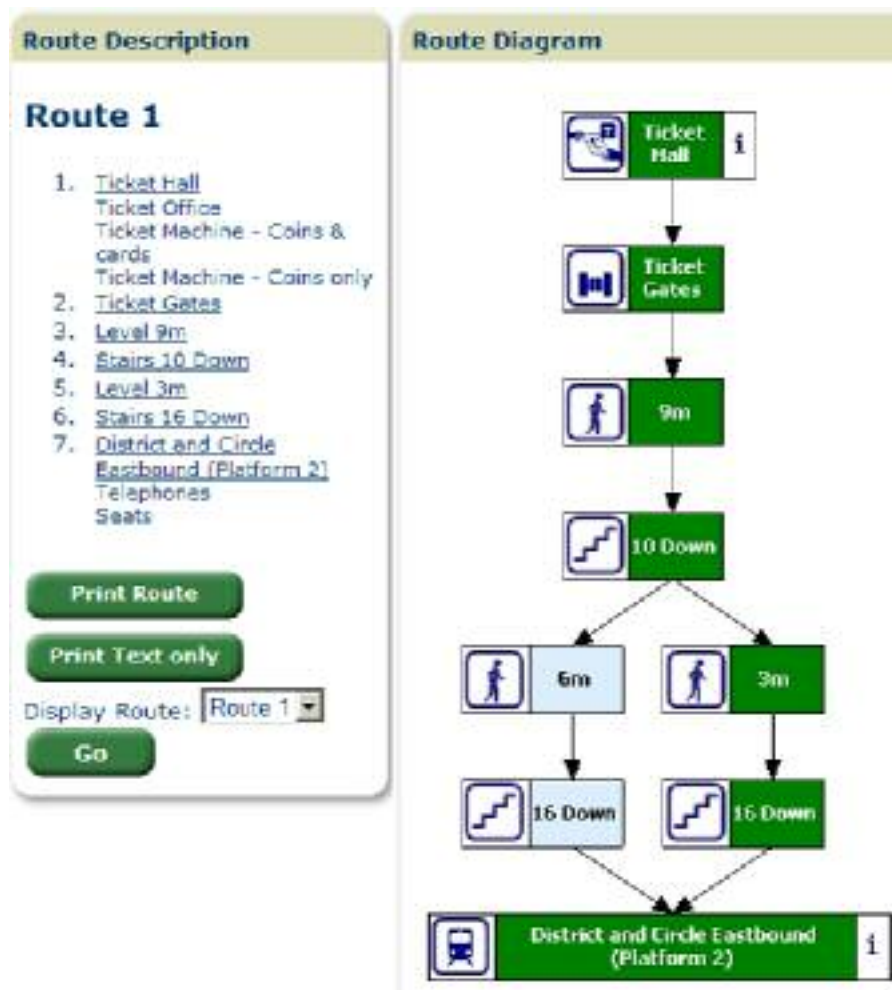 Route Description
Route 1
1. Ticket Hall
Ticket Office
Ticket Machine - Coins &
cards
Ticket Machine - Coins only
2. Ticket Gates
3. Level 9m
4. Stairs 10 Down
5. Level 3m
6. Stairs 16 Down
7. District and Circle
Eastbound (Platform 2)
Telephones
Seats
Print Route
Print Text only
Display Route: Route 1
Go
Route Diagram
Ticket
Hall
i
Ticket
Gates
9m
10 Down
6m
3m
16 Down
16 Down
District and Circle Eastbound
(Platform 2)
i